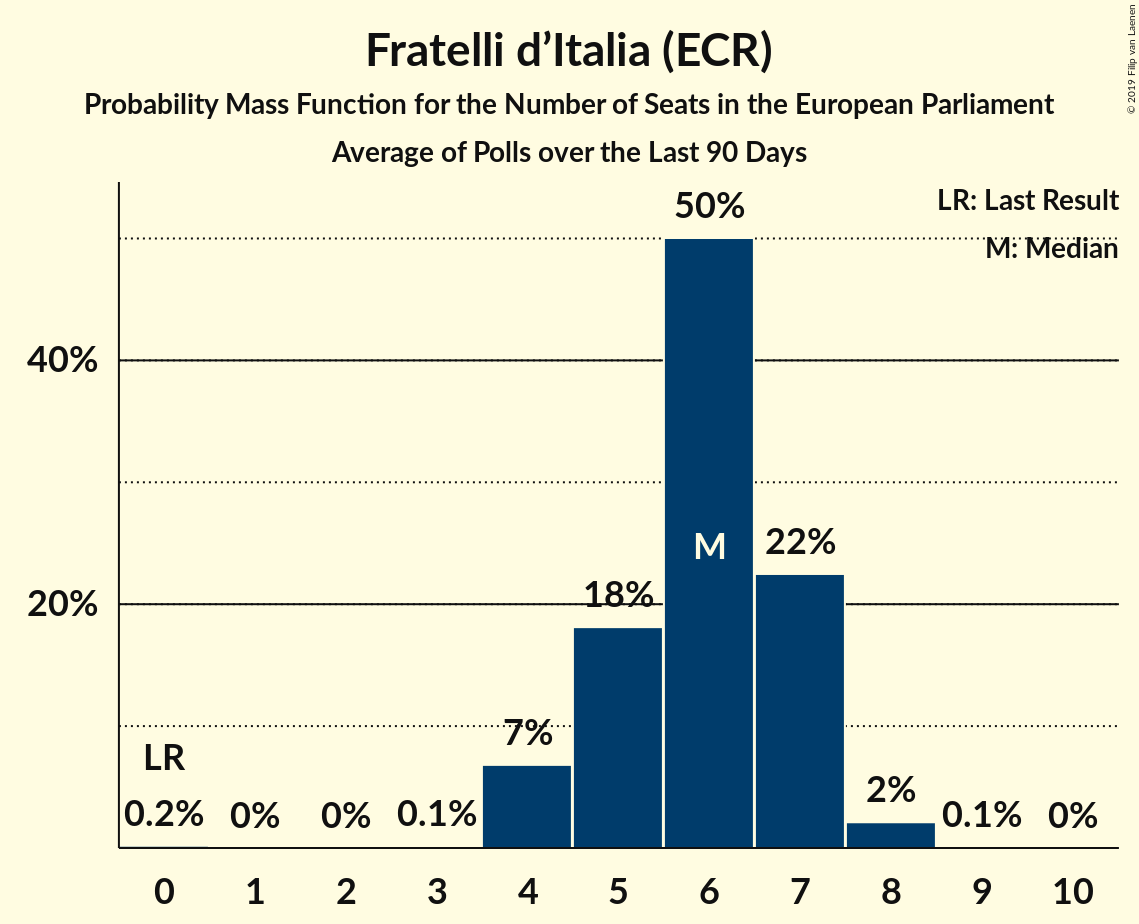 Fratelli d’Italia (ECR)
Probability Mass Function for the Number of Seats in the European Parliament
Average of Polls over the Last 90 Days
© 2019 Filip van Laenen
LR: Last Result
M: Median
50%
40%
M
22%
18%
20%
7%
LR
2%
0.2% 0% 0% 0.1% 0.1% 0%
0 1 2 3 4 5 6 7 8 9 10